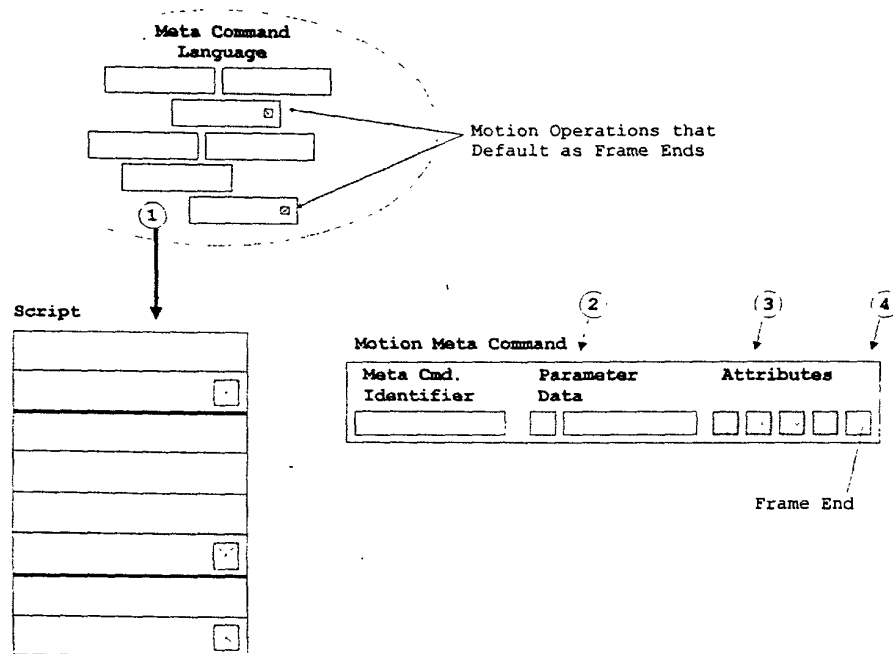 Meta Command
Language
Motion Operations that
Default as Frame Ends
1
Script
2
3
4
Motion Meta Command
Meta Cmd.
Identifier
Parameter
Data
Attributes
Frame End